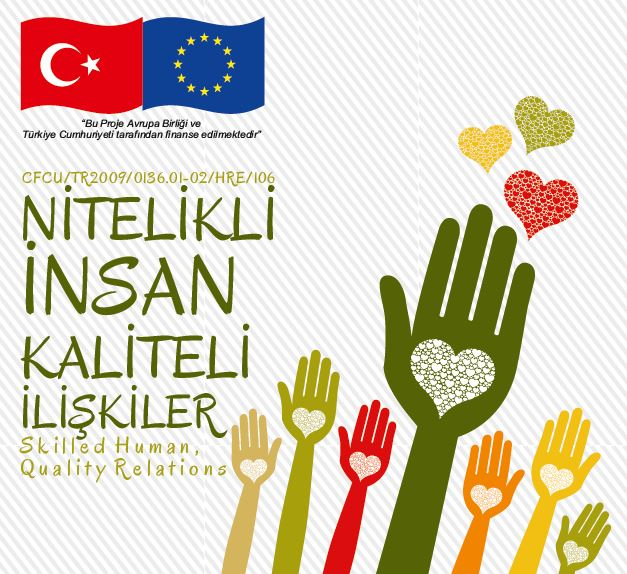 “Bu Proje Avrupa Birliği ve
Türkiye Cumhuriyeti tarafından finanse edilmektedir”
CFCU/TR2009/0136.01-02/HRE/106
NİTELİKLİ
İNSAN
KALİTELİ
İLİŞKİLER
Skilled Human,
Quality Relations